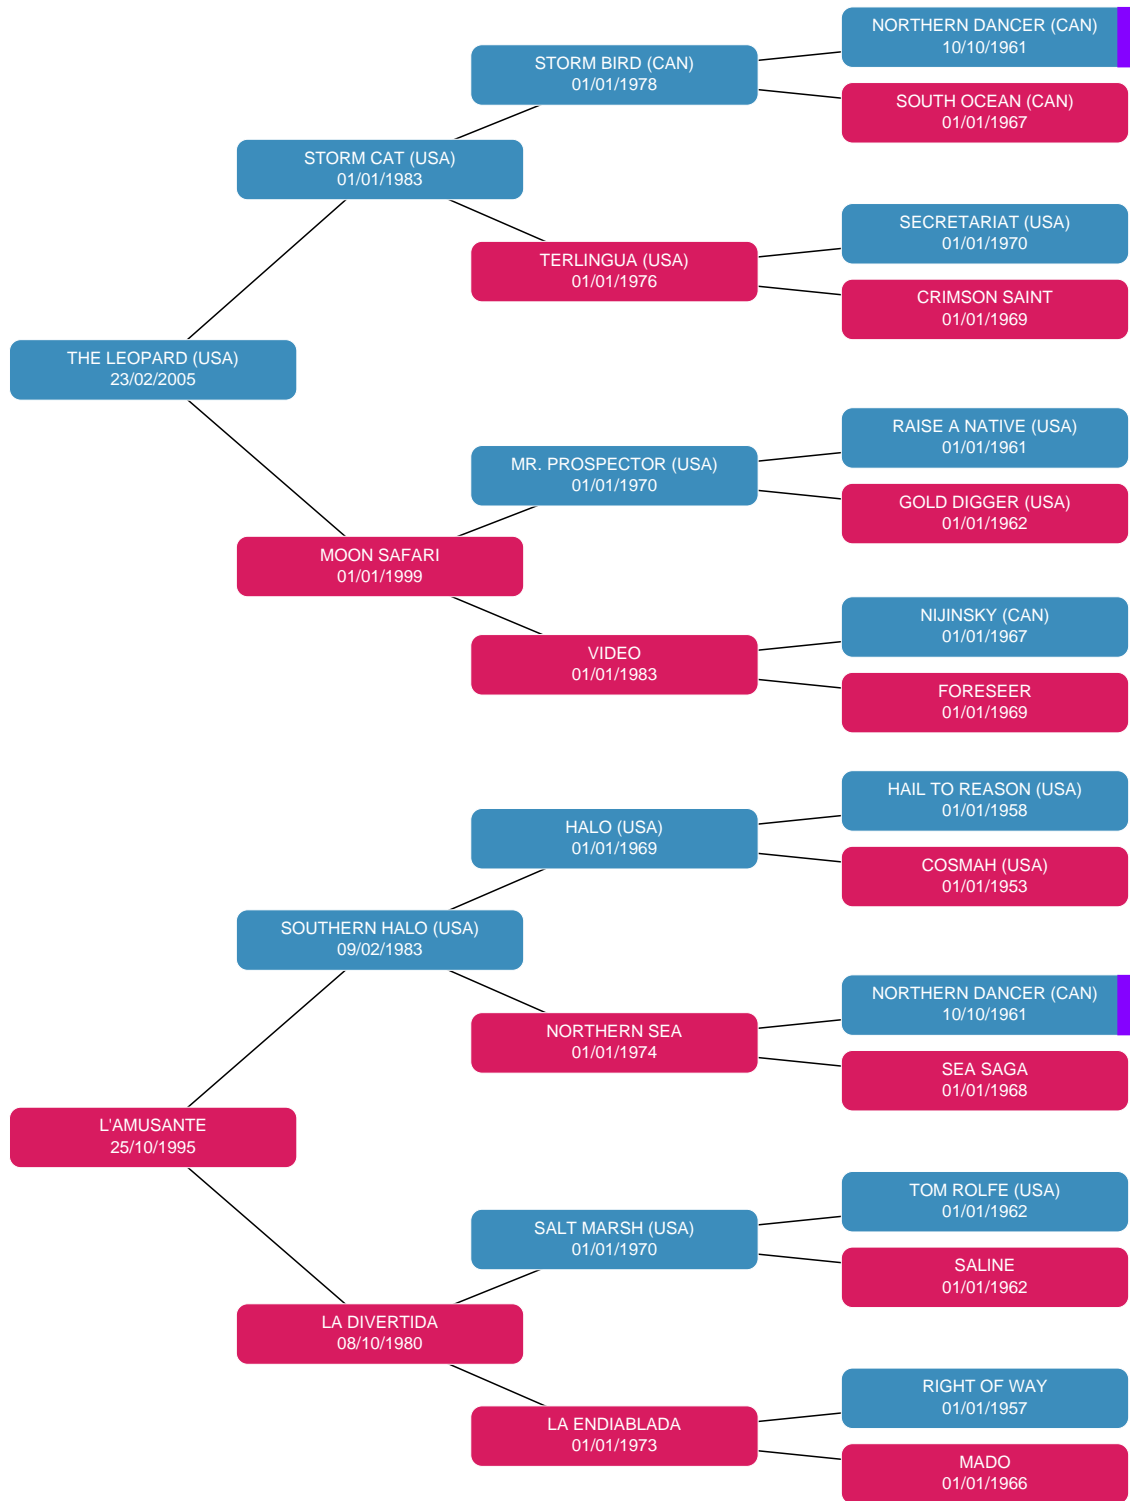 NORTHERN DANCER (CAN)
10/10/1961
STORM BIRD (CAN)
01/01/1978
SOUTH OCEAN (CAN)
01/01/1967
STORM CAT (USA)
01/01/1983
SECRETARIAT (USA)
01/01/1970
TERLINGUA (USA)
01/01/1976
CRIMSON SAINT
01/01/1969
THE LEOPARD (USA)
23/02/2005
RAISE A NATIVE (USA)
01/01/1961
MR. PROSPECTOR (USA)
01/01/1970
GOLD DIGGER (USA)
01/01/1962
MOON SAFARI
01/01/1999
NIJINSKY (CAN)
01/01/1967
VIDEO
01/01/1983
FORESEER
01/01/1969
HAIL TO REASON (USA)
01/01/1958
HALO (USA)
01/01/1969
COSMAH (USA)
01/01/1953
SOUTHERN HALO (USA)
09/02/1983
NORTHERN DANCER (CAN)
10/10/1961
NORTHERN SEA
01/01/1974
SEA SAGA
01/01/1968
L'AMUSANTE
25/10/1995
TOM ROLFE (USA)
01/01/1962
SALT MARSH (USA)
01/01/1970
SALINE
01/01/1962
LA DIVERTIDA
08/10/1980
RIGHT OF WAY
01/01/1957
LA ENDIABLADA
01/01/1973
MADO
01/01/1966